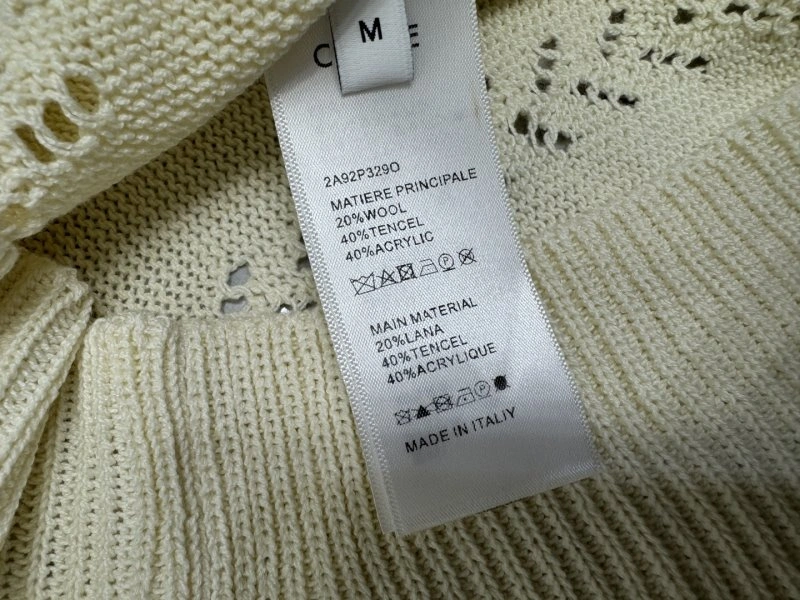 M
C E
2A92P329O
MATIERE PRINCIPALE
20%WOOL
40%TENCEL
40%ACRYLIC
P
MAIN MATERIAL
20%LANA
40%TENCEL
40%ACRYLIQUE
P
MADE IN ITALIY